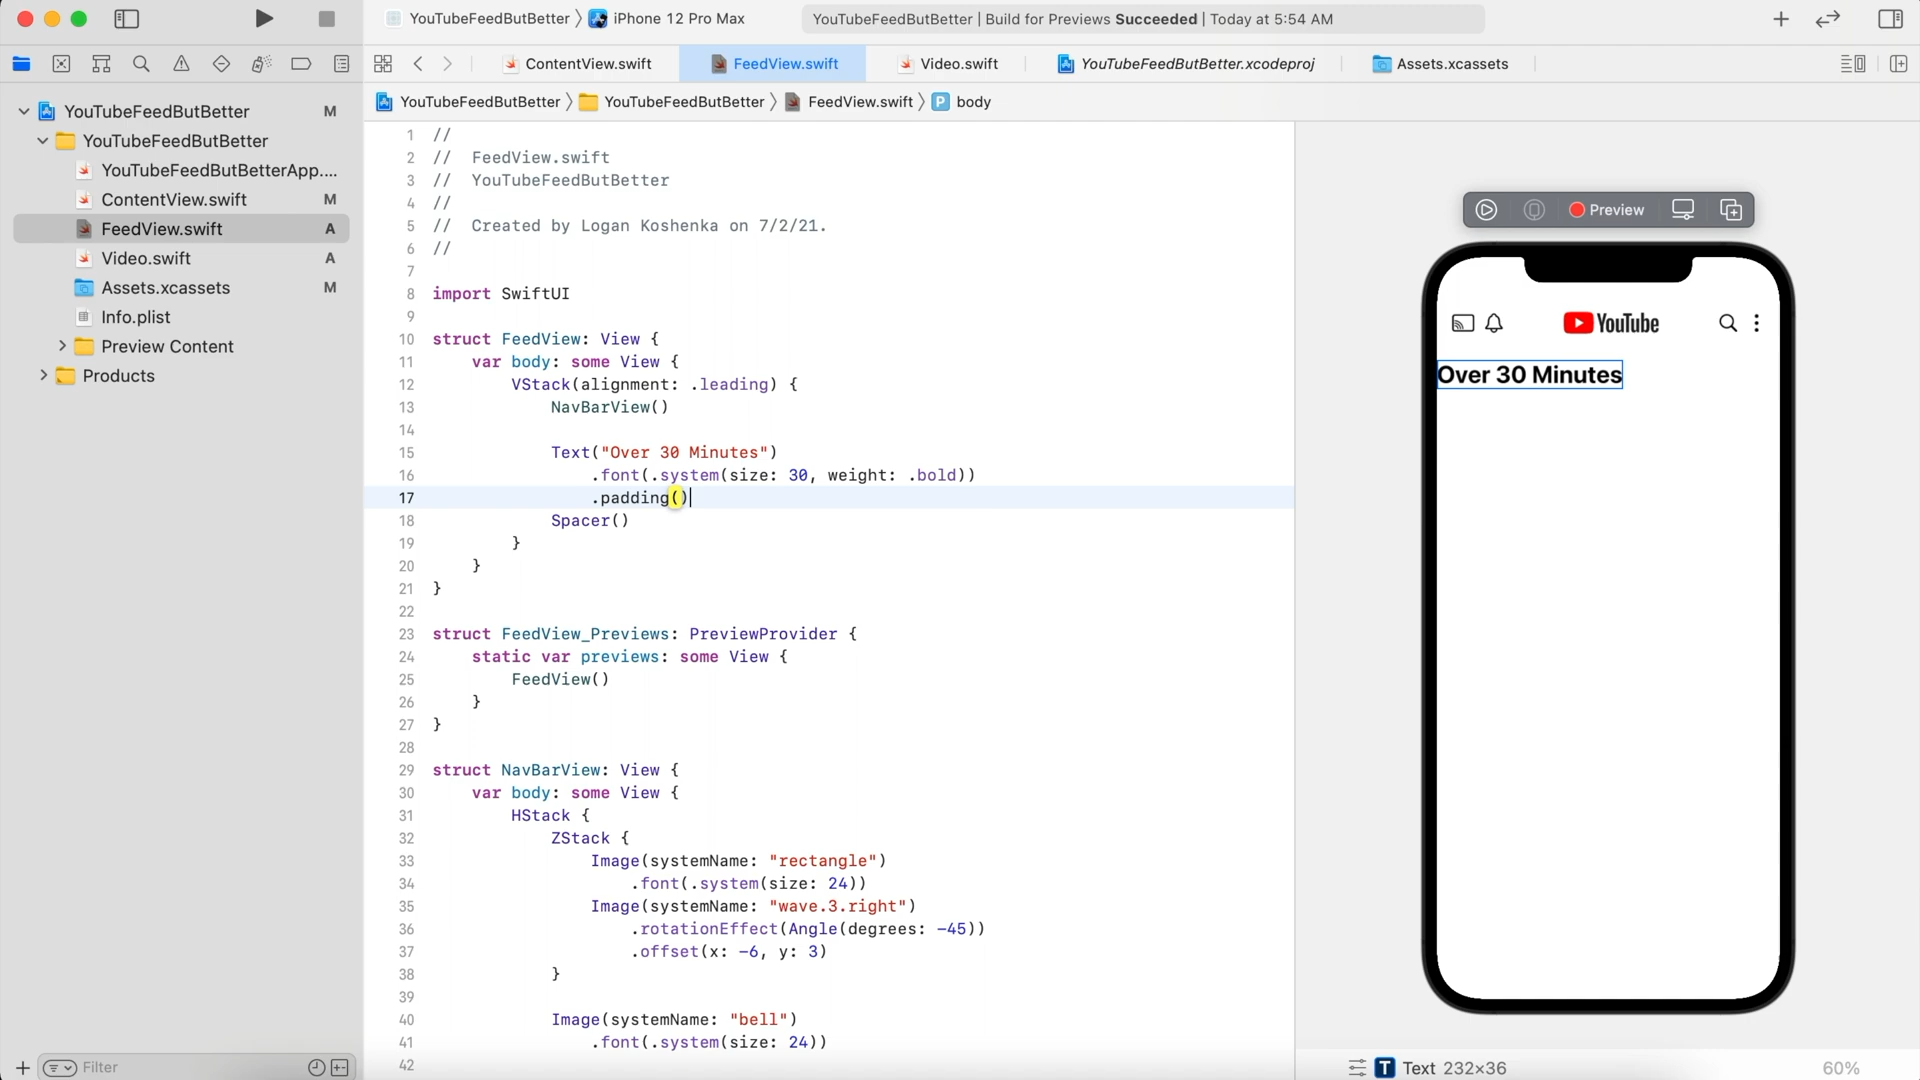 YouTubeFeedButBetter 〉 iPhone 12 Pro Max
YouTubeFeedButBetter | Build for Previews Succeeded | Today at 5:54 AM
ContentView.swift
FeedView.swift
Video.swift
YouTubeFeedButBetter.xcodeproj
Assets.xcassets
YouTubeFeedButBetter 〉 YouTubeFeedButBetter 〉 FeedView.swift 〉 P body
YouTubeFeedButBetter M
YouTubeFeedButBetter
YouTubeFeedButBetterApp....
ContentView.swift M
FeedView.swift A
Video.swift A
Assets.xcassets M
Info.plist
Preview Content
Products
Filter
1 //
2 //  FeedView.swift
3 //  YouTubeFeedButBetter
4 //
5 //  Created by Logan Koshenka on 7/2/21.
6 //
7
8 import SwiftUI
9
10 struct FeedView: View {
11     var body: some View {
12         VStack(alignment: .leading) {
13             NavBarView()
14
15             Text("Over 30 Minutes")
16                 .font(.system(size: 30, weight: .bold))
17                 .padding()
18             Spacer()
19         }
20     }
21 }
22
23 struct FeedView_Previews: PreviewProvider {
24     static var previews: some View {
25         FeedView()
26     }
27 }
28
29 struct NavBarView: View {
30     var body: some View {
31         HStack {
32             ZStack {
33                 Image(systemName: "rectangle")
34                     .font(.system(size: 24))
35                 Image(systemName: "wave.3.right")
36                     .rotationEffect(Angle(degrees: -45))
37                     .offset(x: -6, y: 3)
38             }
39
40             Image(systemName: "bell")
41                 .font(.system(size: 24))
42
Preview
YouTube
Over 30 Minutes
T Text 232×36
60%